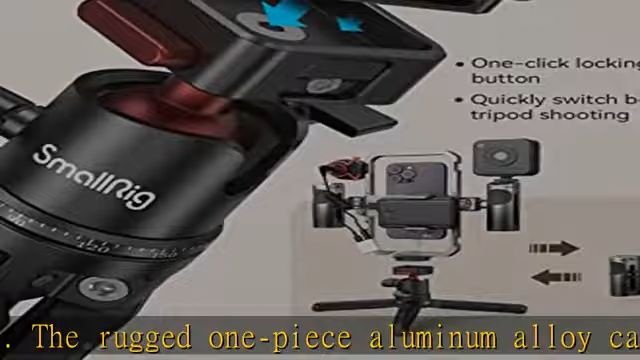 One-click locking
button
Quickly switch b
tripod shooting
SmallRig
. The rugged one-piece aluminum alloy ca